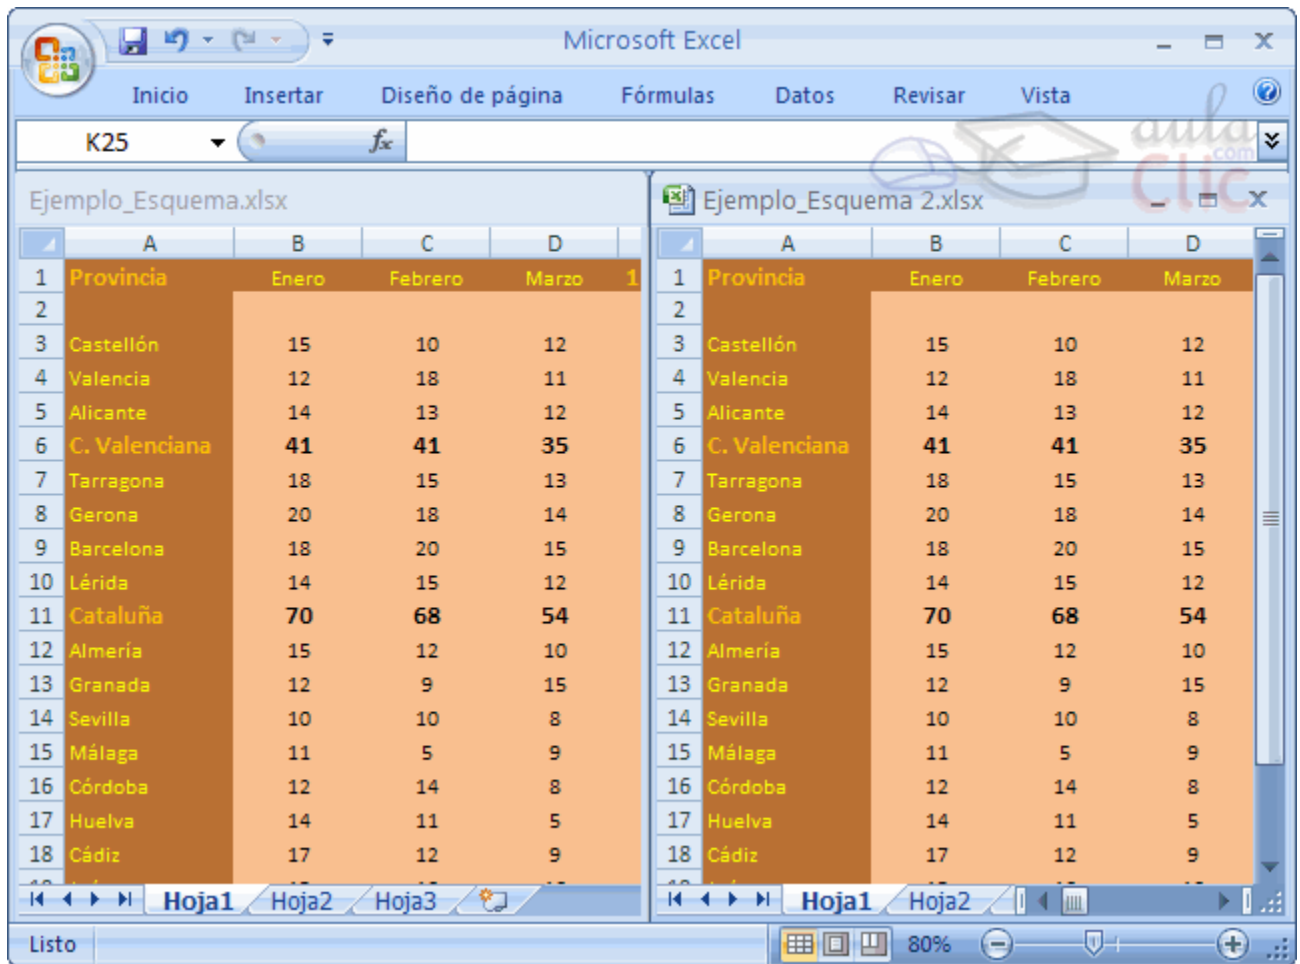 Microsoft Excel
Inicio Insertar Diseño de página Fórmulas Datos Revisar Vista
K25 fx
aula
.com
Clic
Ejemplo_Esquema.xlsx Ejemplo_Esquema 2.xlsx
A B C D A B C D
1 Provincia Enero Febrero Marzo 1 1 Provincia Enero Febrero Marzo
2 2
3 Castellón 15 10 12 3 Castellón 15 10 12
4 Valencia 12 18 11 4 Valencia 12 18 11
5 Alicante 14 13 12 5 Alicante 14 13 12
6 C. Valenciana 41 41 35 6 C. Valenciana 41 41 35
7 Tarragona 18 15 13 7 Tarragona 18 15 13
8 Gerona 20 18 14 8 Gerona 20 18 14
9 Barcelona 18 20 15 9 Barcelona 18 20 15
10 Lérida 14 15 12 10 Lérida 14 15 12
11 Cataluña 70 68 54 11 Cataluña 70 68 54
12 Almería 15 12 10 12 Almería 15 12 10
13 Granada 12 9 15 13 Granada 12 9 15
14 Sevilla 10 10 8 14 Sevilla 10 10 8
15 Málaga 11 5 9 15 Málaga 11 5 9
16 Córdoba 12 14 8 16 Córdoba 12 14 8
17 Huelva 14 11 5 17 Huelva 14 11 5
18 Cádiz 17 12 9 18 Cádiz 17 12 9
Hoja1 Hoja2 Hoja3 Hoja1 Hoja2
Listo 80%